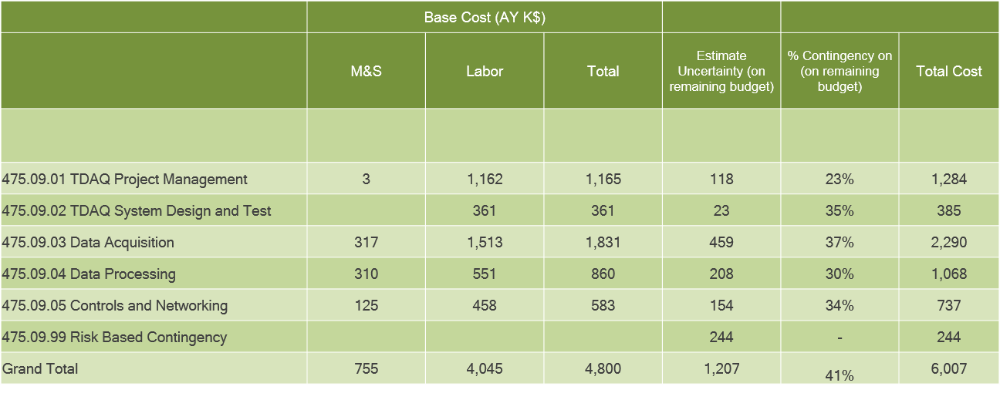 Base Cost (AY K$)
M&S Labor Total Estimate Uncertainty (on remaining budget) % Contingency on (on remaining budget) Total Cost
475.09.01 TDAQ Project Management 3 1,162 1,165 118 23% 1,284
475.09.02 TDAQ System Design and Test 361 361 23 35% 385
475.09.03 Data Acquisition 317 1,513 1,831 459 37% 2,290
475.09.04 Data Processing 310 551 860 208 30% 1,068
475.09.05 Controls and Networking 125 458 583 154 34% 737
475.09.99 Risk Based Contingency 244 - 244
Grand Total 755 4,045 4,800 1,207 41% 6,007